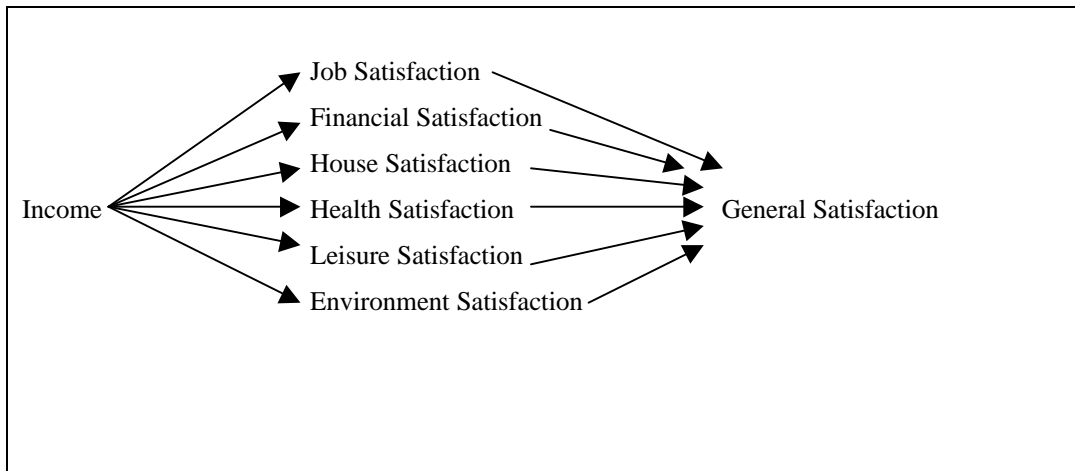 Job Satisfaction
Financial Satisfaction
House Satisfaction
Income
Health Satisfaction
General Satisfaction
Leisure Satisfaction
Environment Satisfaction